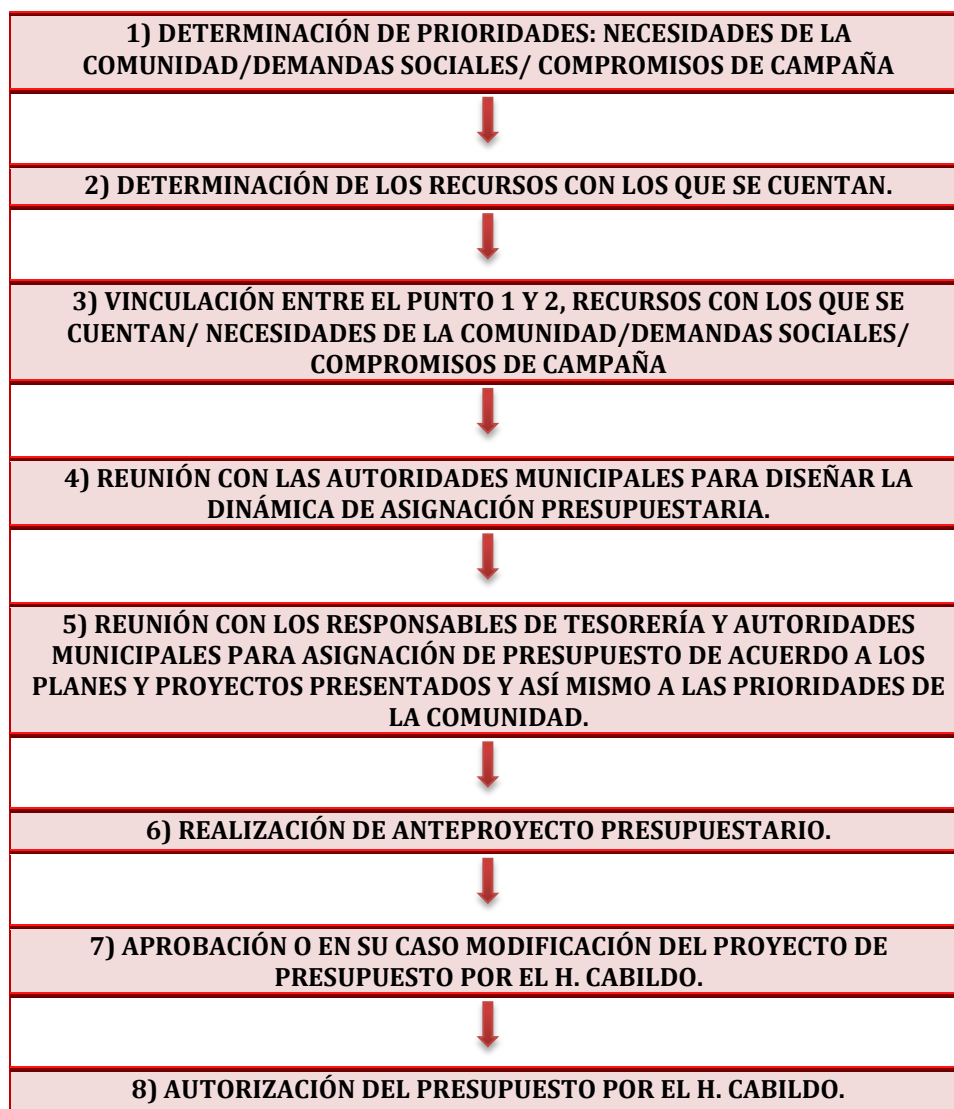 1) DETERMINACIÓN DE PRIORIDADES: NECESIDADES DE LA
COMUNIDAD/DEMANDAS SOCIALES/ COMPROMISOS DE CAMPAÑA
2) DETERMINACIÓN DE LOS RECURSOS CON LOS QUE SE CUENTAN.
3) VINCULACIÓN ENTRE EL PUNTO 1 Y 2, RECURSOS CON LOS QUE SE
CUENTAN/ NECESIDADES DE LA COMUNIDAD/DEMANDAS SOCIALES/
COMPROMISOS DE CAMPAÑA
4) REUNIÓN CON LAS AUTORIDADES MUNICIPALES PARA DISEÑAR LA
DINÁMICA DE ASIGNACIÓN PRESUPUESTARIA.
5) REUNIÓN CON LOS RESPONSABLES DE TESORERÍA Y AUTORIDADES
MUNICIPALES PARA ASIGNACIÓN DE PRESUPUESTO DE ACUERDO A LOS
PLANES Y PROYECTOS PRESENTADOS Y ASÍ MISMO A LAS PRIORIDADES DE
LA COMUNIDAD.
6) REALIZACIÓN DE ANTEPROYECTO PRESUPUESTARIO.
7) APROBACIÓN O EN SU CASO MODIFICACIÓN DEL PROYECTO DE
PRESUPUESTO POR EL H. CABILDO.
8) AUTORIZACIÓN DEL PRESUPUESTO POR EL H. CABILDO.